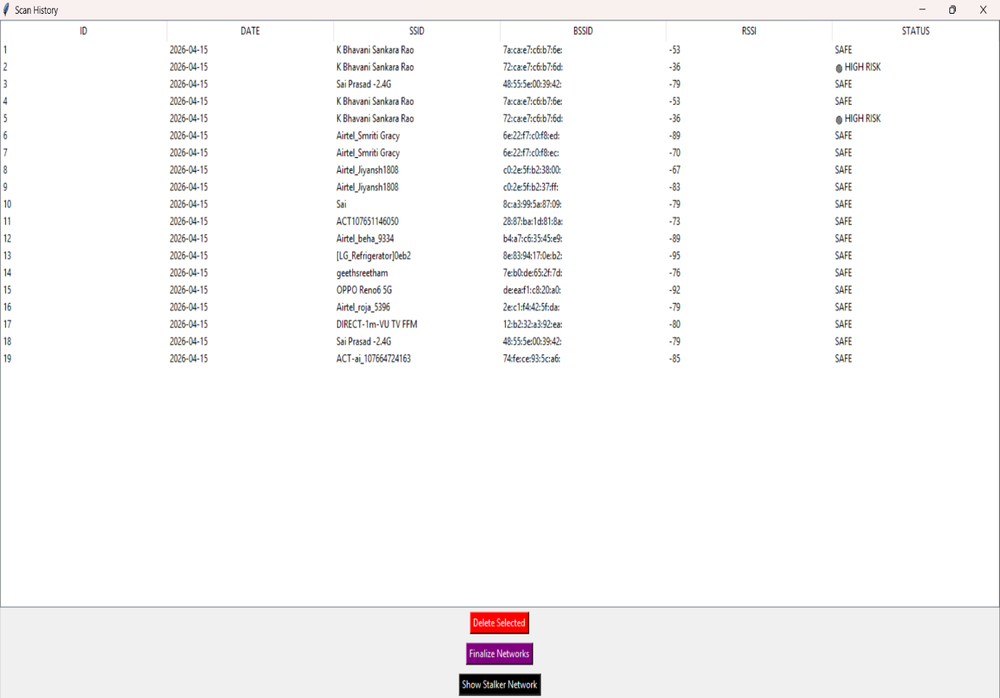 Scan History
ID DATE SSID BSSID RSSI STATUS
1 2026-04-15 K Bhavani Sankara Rao 7a:ca:e7:c6:b7:6e: -53 SAFE
2 2026-04-15 K Bhavani Sankara Rao 72:ca:e7:c6:b7:6d: -36 HIGH RISK
3 2026-04-15 Sai Prasad -2.4G 48:55:5e:00:39:42: -79 SAFE
4 2026-04-15 K Bhavani Sankara Rao 7a:ca:e7:c6:b7:6e: -53 SAFE
5 2026-04-15 K Bhavani Sankara Rao 72:ca:e7:c6:b7:6d: -36 HIGH RISK
6 2026-04-15 Airtel_Smriti Gracy 6e:22:f7:c0:f8:ed: -89 SAFE
7 2026-04-15 Airtel_Smriti Gracy 6e:22:f7:c0:f8:ec: -70 SAFE
8 2026-04-15 Airtel_Jiyansh1808 c0:2e:5f:b2:38:00: -67 SAFE
9 2026-04-15 Airtel_Jiyansh1808 c0:2e:5f:b2:37:ff: -83 SAFE
10 2026-04-15 Sai 8c:a3:99:5a:87:09: -79 SAFE
11 2026-04-15 ACT107651146050 28:87:ba:1d:81:8a: -73 SAFE
12 2026-04-15 Airtel_beha_9334 b4:a7:c6:35:45:e9: -89 SAFE
13 2026-04-15 [LG_Refrigerator]0eb2 8e:83:94:17:0e:b2: -95 SAFE
14 2026-04-15 geethsreetham 7e:b0:de:65:2f:7d: -76 SAFE
15 2026-04-15 OPPO Reno6 5G de:ea:f1:c8:20:a0: -92 SAFE
16 2026-04-15 Airtel_roja_5396 2e:c1:f4:42:5f:da: -79 SAFE
17 2026-04-15 DIRECT-1m-VU TV FFM 12:b2:32:a3:92:ea: -80 SAFE
18 2026-04-15 Sai Prasad -2.4G 48:55:5e:00:39:42: -79 SAFE
19 2026-04-15 ACT-ai_107664724163 74:fe:ce:93:5c:a6: -85 SAFE
Delete Selected
Finalize Networks
Show Stalker Network